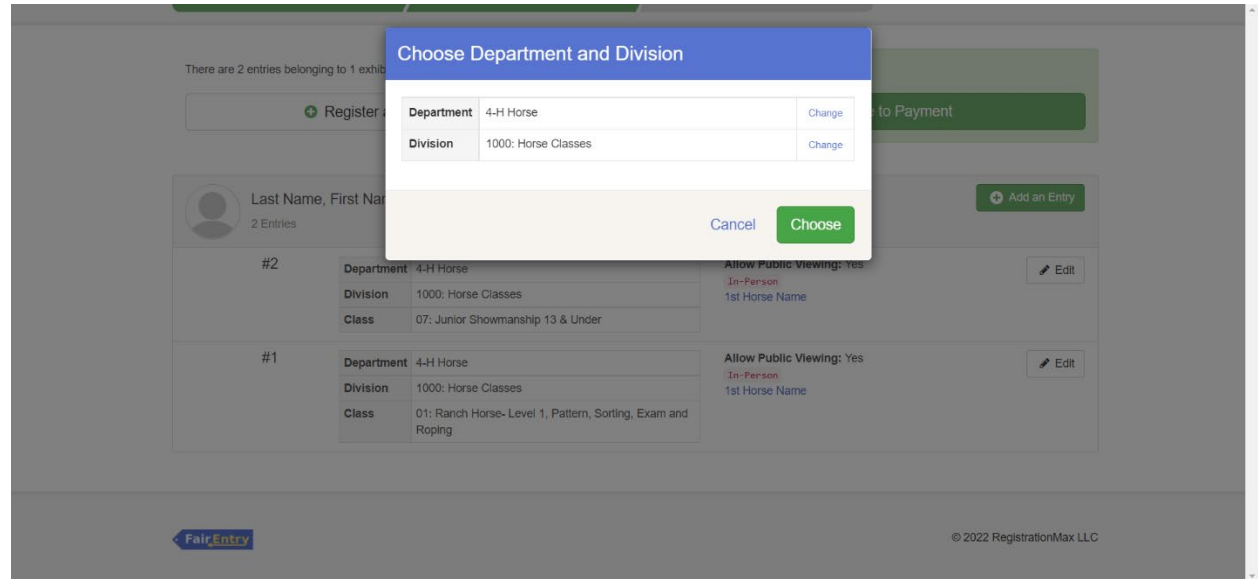 Choose Department and Division
There are 2 entries belonging to 1
Register
Department 4-H Horse Change
to Payment
Division 1000: Horse Classes Change
Last Name, First
2 Entries
Add an Entry
Cancel Choose
#2
Department 4-H Horse
Allow Public Viewing: Yes
Edit
Division 1000: Horse Classes
In-Person
1st Horse Name
Class 07: Junior Showmanship 13 & Under
#1
Department 4-H Horse
Allow Public Viewing: Yes
Edit
Division 1000: Horse Classes
In-Person
1st Horse Name
Class 01: Ranch Horse- Level 1, Pattern, Sorting, Exam and
Roping
FairEntry
© 2022 RegistrationMax LLC